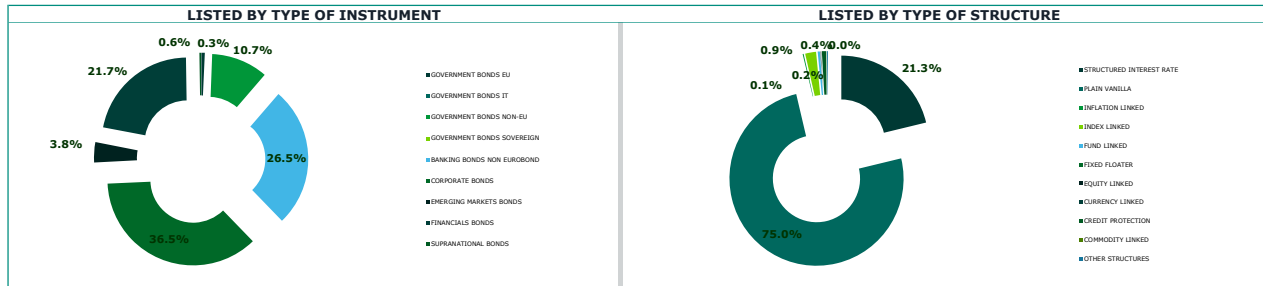 LISTED BY TYPE OF INSTRUMENT
0.6%
0.3%
10.7%
21.7%
3.8%
26.5%
36.5%
GOVERNMENT BONDS EU
GOVERNMENT BONDS IT
GOVERNMENT BONDS NON-EU
GOVERNMENT BONDS SOVEREIGN
BANKING BONDS NON EUROBOND
CORPORATE BONDS
EMERGING MARKETS BONDS
FINANCIALS BONDS
SUPRANATIONAL BONDS
LISTED BY TYPE OF STRUCTURE
0.9%
0.4%
0.0%
21.3%
0.2%
0.1%
75.0%
STRUCTURED INTEREST RATE
PLAIN VANILLA
INFLATION LINKED
INDEX LINKED
FUND LINKED
FIXED FLOATER
EQUITY LINKED
CURRENCY LINKED
CREDIT PROTECTION
COMMODITY LINKED
OTHER STRUCTURES